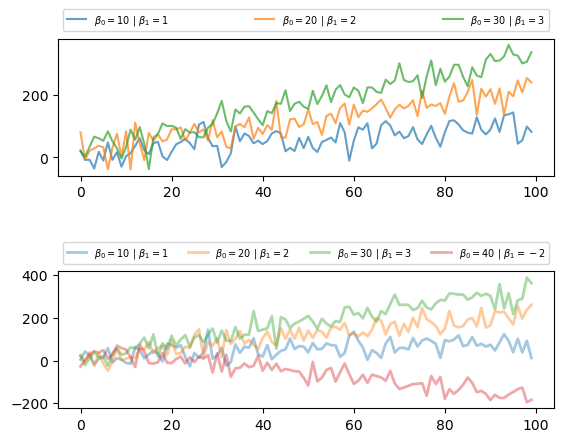 β₀ = 10 | β₁ = 1 β₀ = 20 | β₁ = 2 β₀ = 30 | β₁ = 3
200
0
0 20 40 60 80 100
β₀ = 10 | β₁ = 1 β₀ = 20 | β₁ = 2 β₀ = 30 | β₁ = 3 β₀ = 40 | β₁ = −2
400
200
0
−200
0 20 40 60 80 100